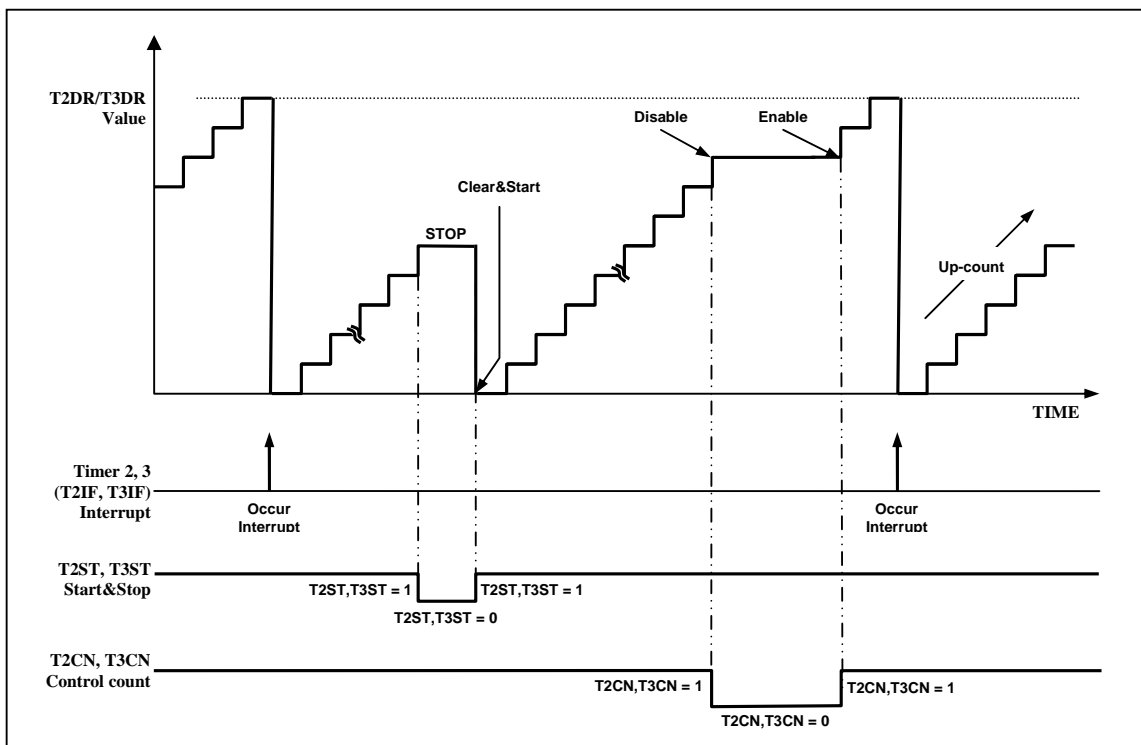 T2DR/T3DR
Value
Disable
Enable
Clear&Start
STOP
Up-count
TIME
Timer 2, 3
(T2IF, T3IF)
Interrupt
Occur
Interrupt
Occur
Interrupt
T2ST, T3ST
Start&Stop
T2ST,T3ST = 1
T2ST,T3ST = 1
T2ST,T3ST = 0
T2CN, T3CN
Control count
T2CN,T3CN = 1
T2CN,T3CN = 1
T2CN,T3CN = 0